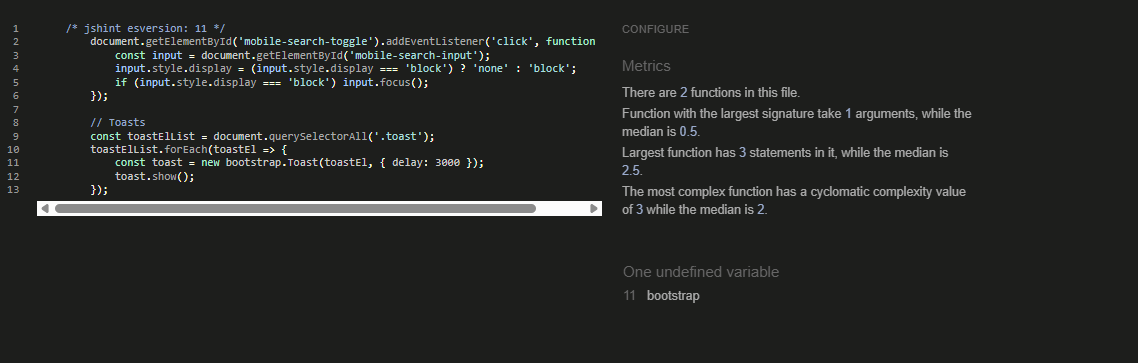 1 /* jshint esversion: 11 */
2 document.getElementById('mobile-search-toggle').addEventListener('click', function
3 const input = document.getElementById('mobile-search-input');
4 input.style.display = (input.style.display === 'block') ? 'none' : 'block';
5 if (input.style.display === 'block') input.focus();
6 });
7
8 // Toasts
9 const toastElList = document.querySelectorAll('.toast');
10 toastElList.forEach(toastEl => {
11 const toast = new bootstrap.Toast(toastEl, { delay: 3000 });
12 toast.show();
13 });
CONFIGURE
Metrics
There are 2 functions in this file.
Function with the largest signature take 1 arguments, while the
median is 0.5.
Largest function has 3 statements in it, while the median is
2.5.
The most complex function has a cyclomatic complexity value
of 3 while the median is 2.
One undefined variable
11 bootstrap